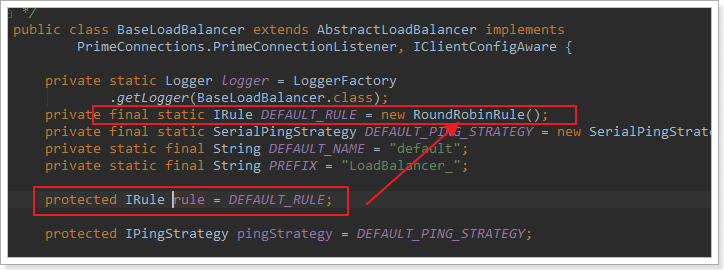 */
public class BaseLoadBalancer extends AbstractLoadBalancer implements
PrimeConnections.PrimeConnectionListener, IClientConfigAware {
private static Logger logger = LoggerFactory
.getLogger(BaseLoadBalancer.class);
private final static IRule DEFAULT_RULE = new RoundRobinRule();
private final static SerialPingStrategy DEFAULT_PING_STRATEGY = new SerialPingStrate
private static final String DEFAULT_NAME = "default";
private static final String PREFIX = "LoadBalancer_";
protected IRule rule = DEFAULT_RULE;
protected IPingStrategy pingStrategy = DEFAULT_PING_STRATEGY;